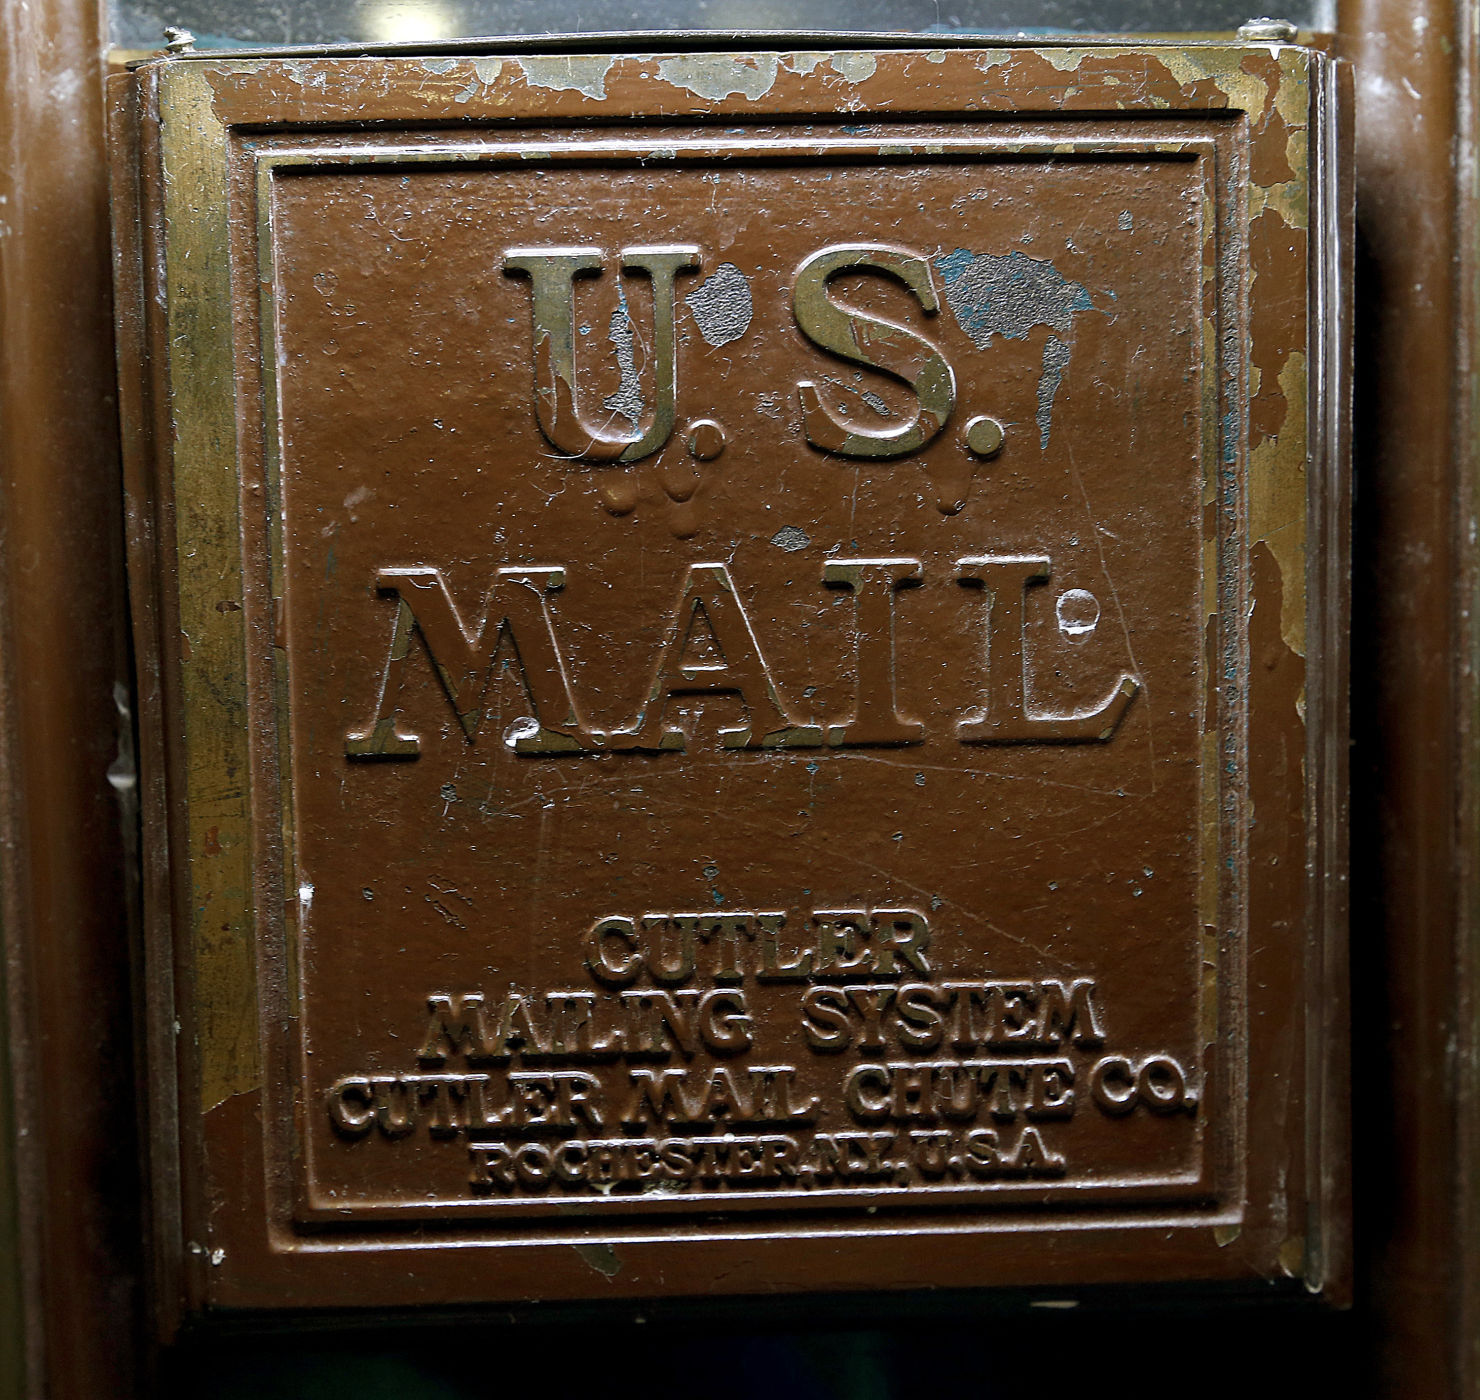 U.S.
MAIL
CUTLER
MAILING SYSTEM
CUTLER MAIL CHUTE CO.
ROCHESTER, N.Y., U.S.A.